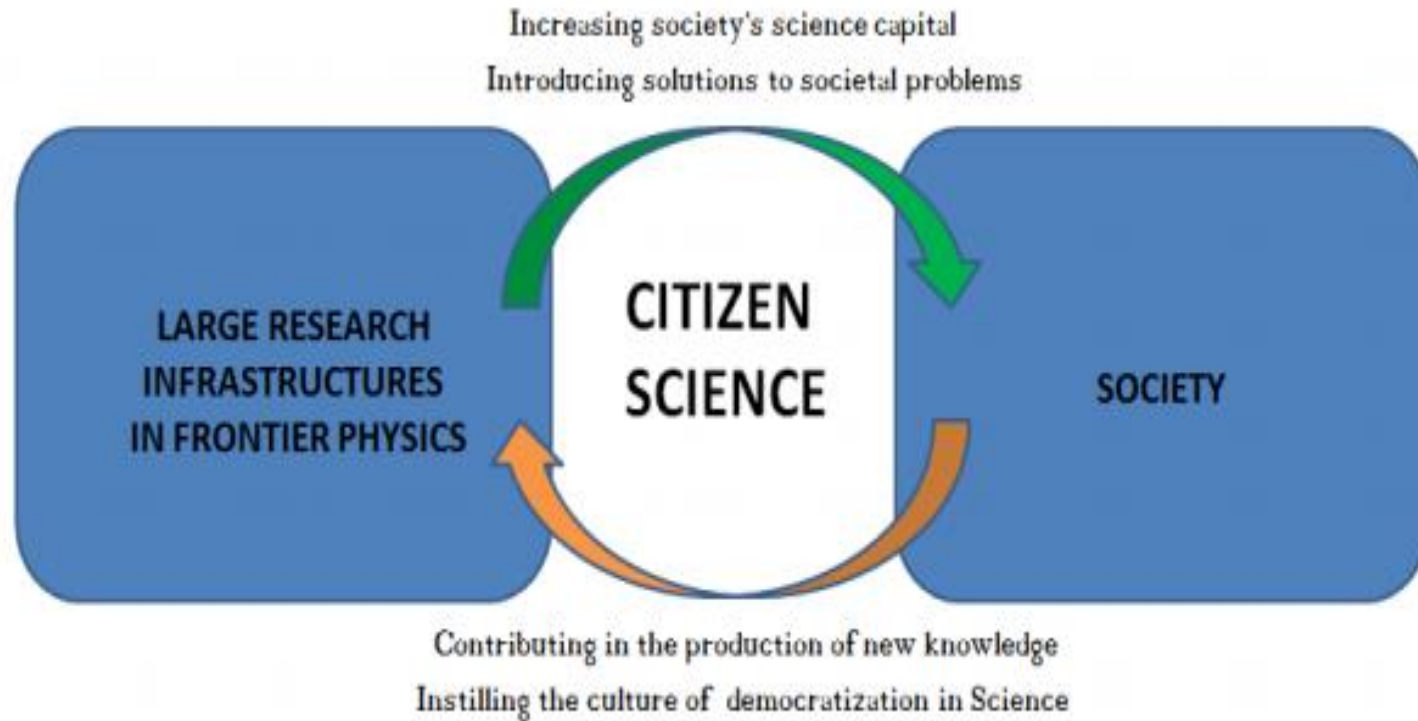 Increasing society's science capital
Introducing solutions to societal problems
LARGE RESEARCH
INFRASTRUCTURES
IN FRONTIER PHYSICS
CITIZEN
SCIENCE
SOCIETY
Contributing in the production of new knowledge
Instilling the culture of democratization in Science